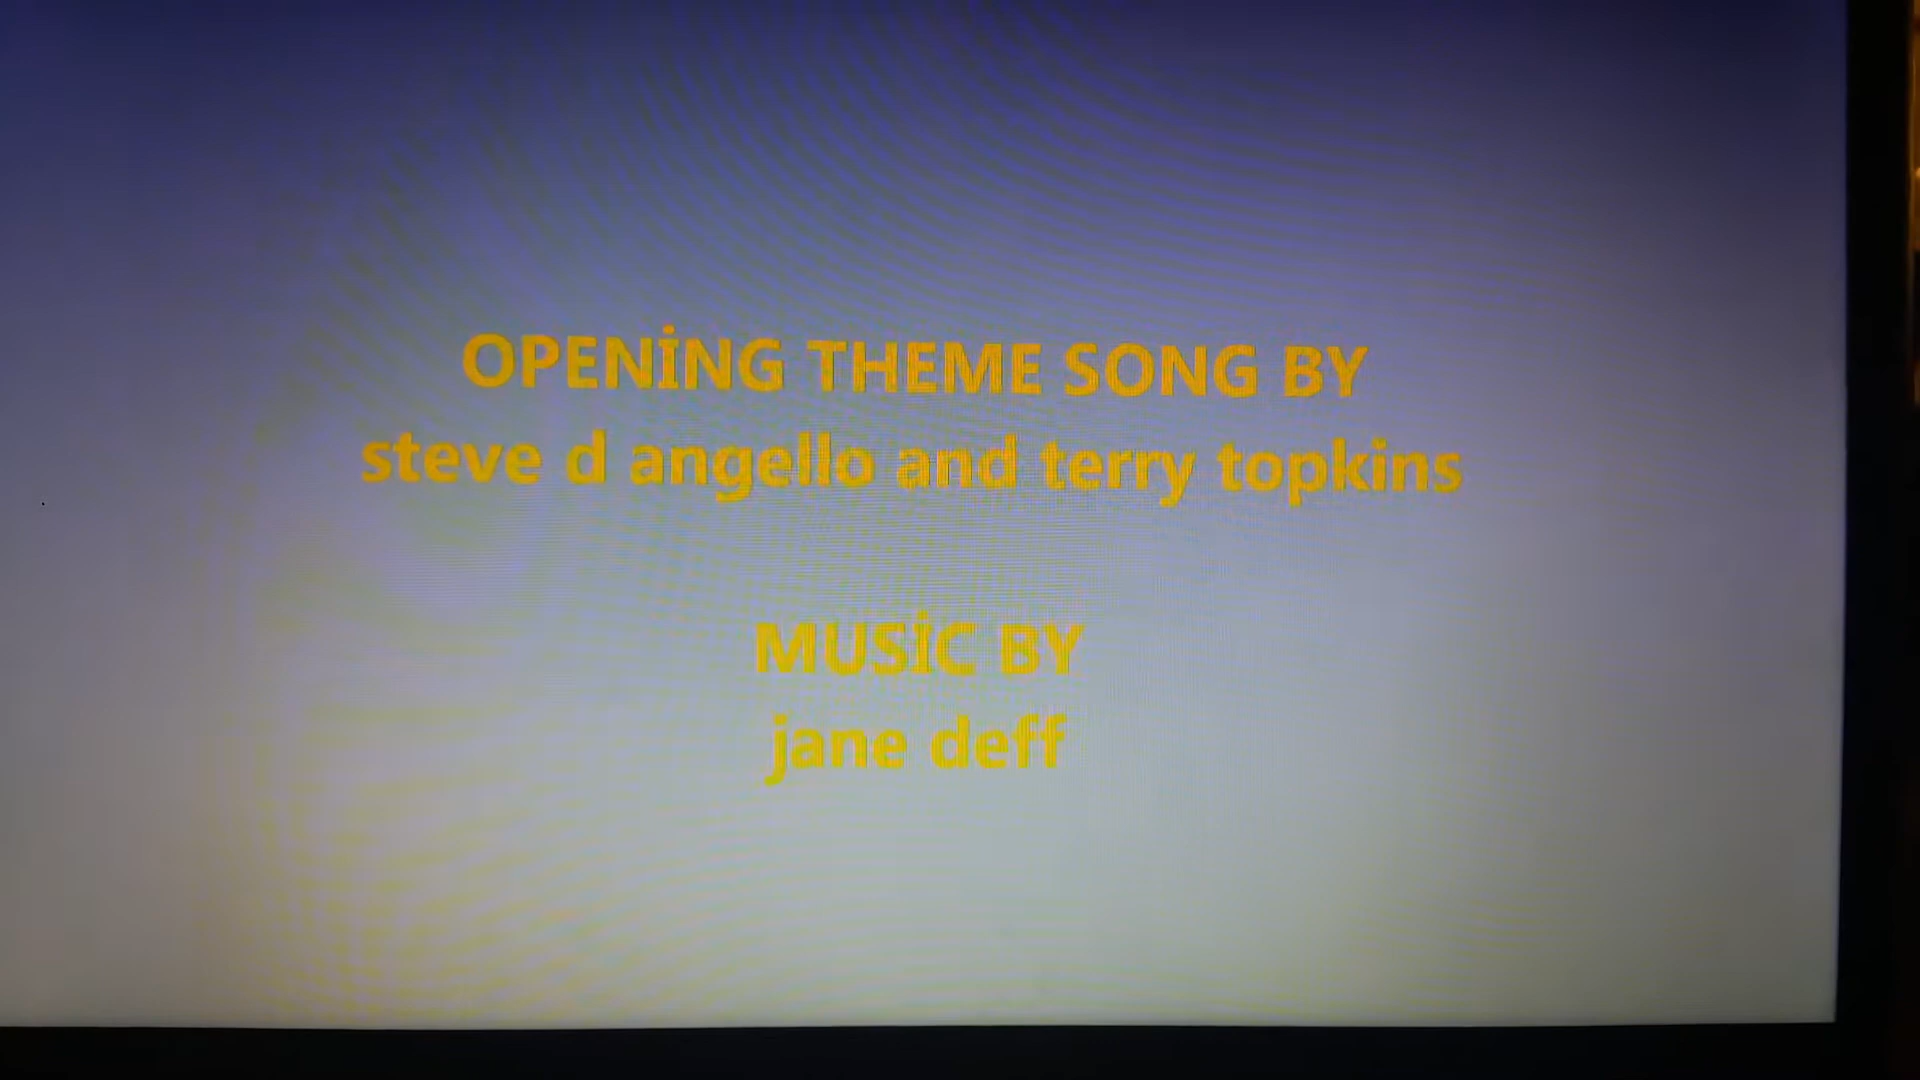 OPENİNG THEME SONG BY
steve d angello and terry topkins
MUSİC BY
jane deff